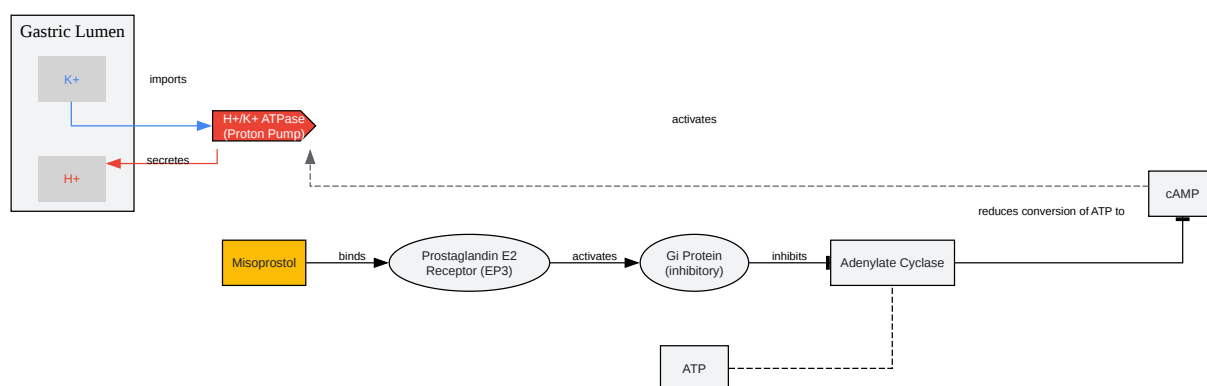 Gastric Lumen
K+
imports
H+/K+ ATPase
(Proton Pump)
activates
secretes
H+
cAMP
reduces conversion of ATP to
Misoprostol
binds
Prostaglandin E2
Receptor (EP3)
activates
Gi Protein
(inhibitory)
inhibits
Adenylate Cyclase
ATP